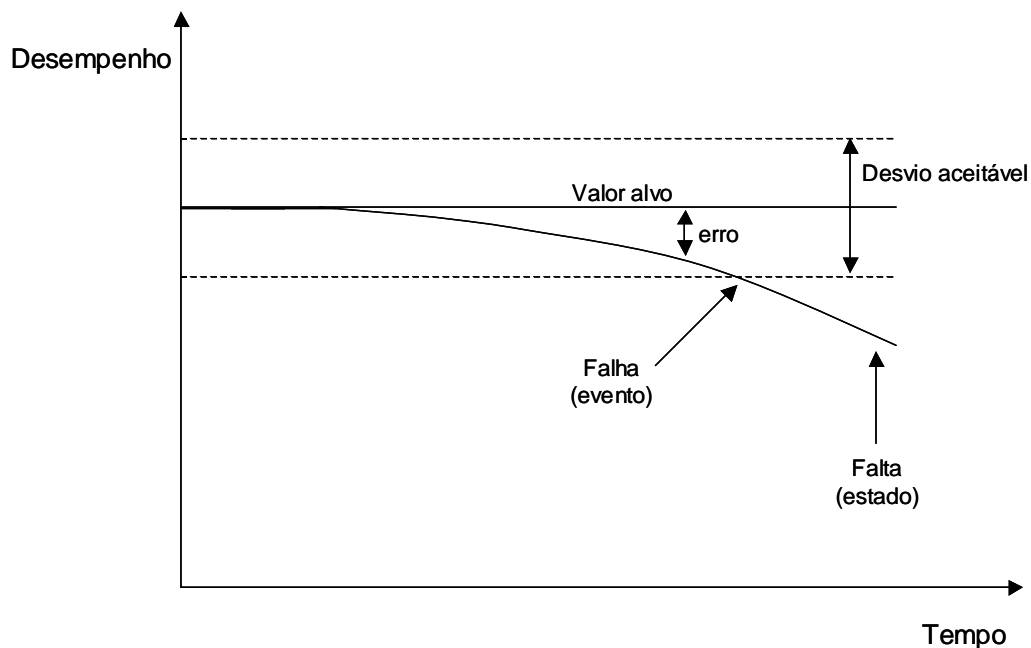 Desempenho
Desvio aceitável
Valor alvo
erro
Falha
(evento)
Falta
(estado)
Tempo